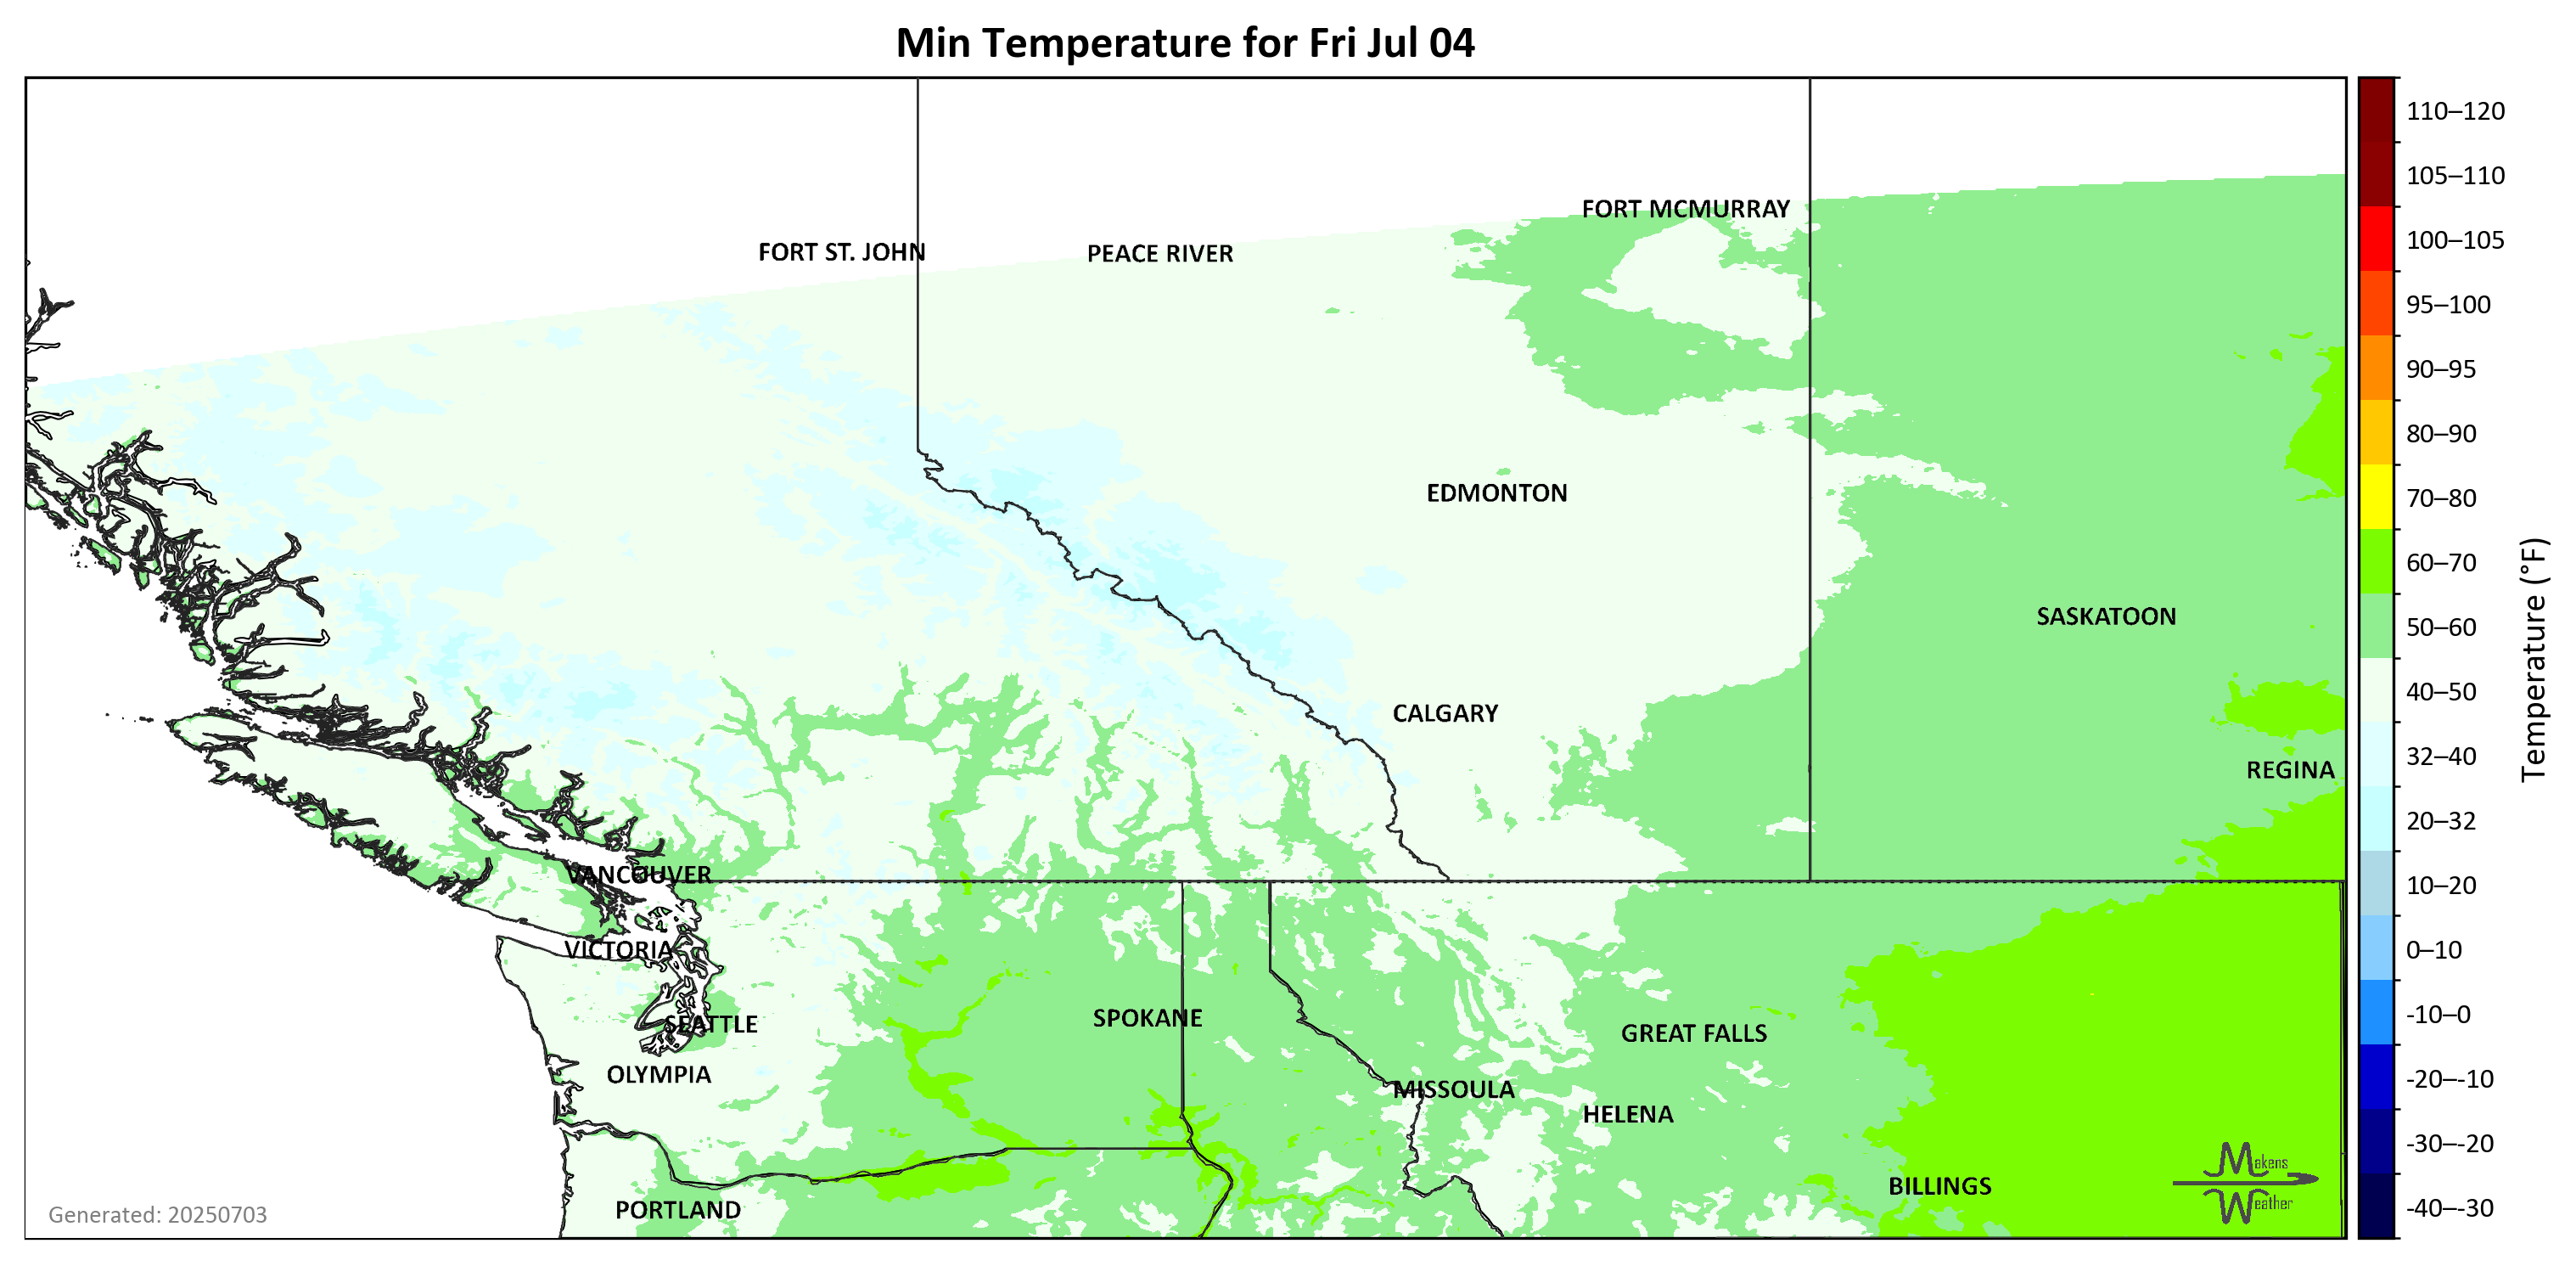 Min Temperature for Fri Jul 04
FORT MCMURRAY
FORT ST. JOHN
PEACE RIVER
EDMONTON
SASKATOON
CALGARY
REGINA
VANCOUVER
VICTORIA
SEATTLE
SPOKANE
GREAT FALLS
OLYMPIA
MISSOULA
HELENA
BILLINGS
PORTLAND
Generated: 20250703
Makens
Weather
110–120
105–110
100–105
95–100
90–95
80–90
70–80
60–70
50–60
40–50
32–40
20–32
10–20
0–10
-10–0
-20–-10
-30–-20
-40–-30
Temperature (°F)